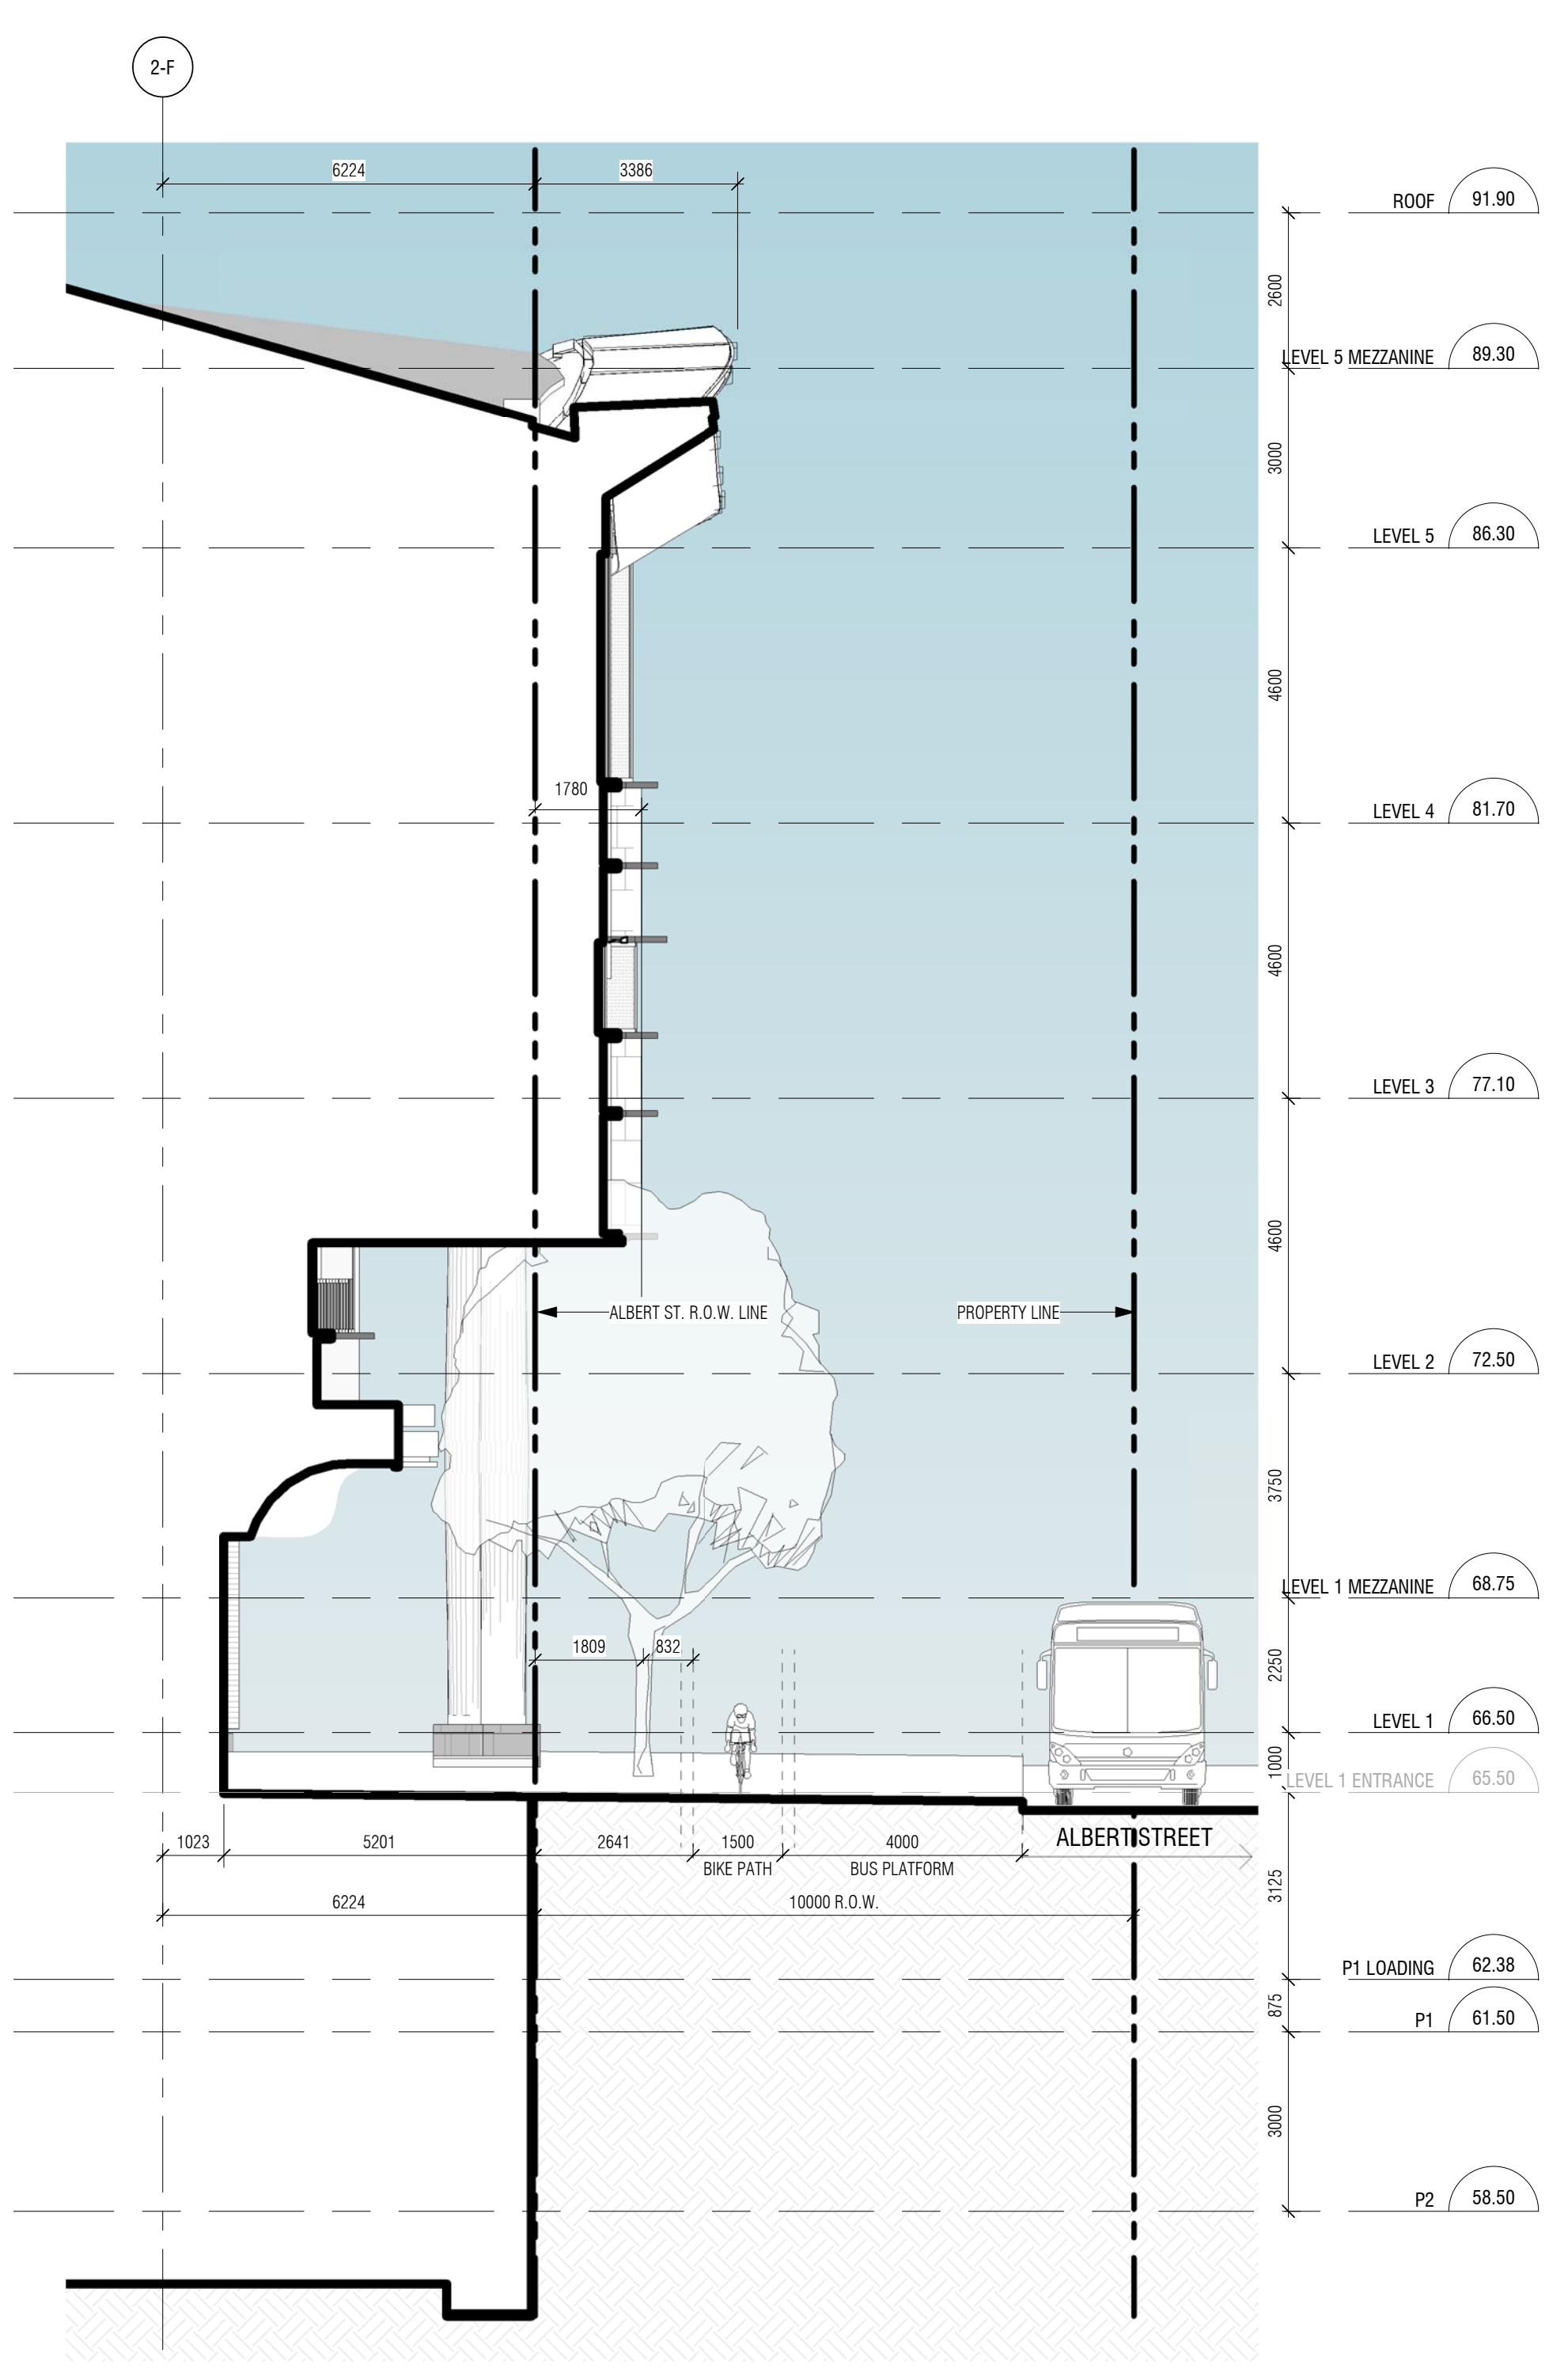 2-F
6224
3386
ROOF 91.90
2600
LEVEL 5 MEZZANINE 89.30
3000
LEVEL 5 86.30
4600
1780
LEVEL 4 81.70
4600
LEVEL 3 77.10
4600
ALBERT ST. R.O.W. LINE
PROPERTY LINE
LEVEL 2 72.50
3750
LEVEL 1 MEZZANINE 68.75
1809
832
2250
LEVEL 1 66.50
1000
LEVEL 1 ENTRANCE 65.50
ALBERT STREET
1023
5201
2641
1500
4000
BIKE PATH
BUS PLATFORM
3125
6224
10000 R.O.W.
P1 LOADING 62.38
875
P1 61.50
3000
P2 58.50